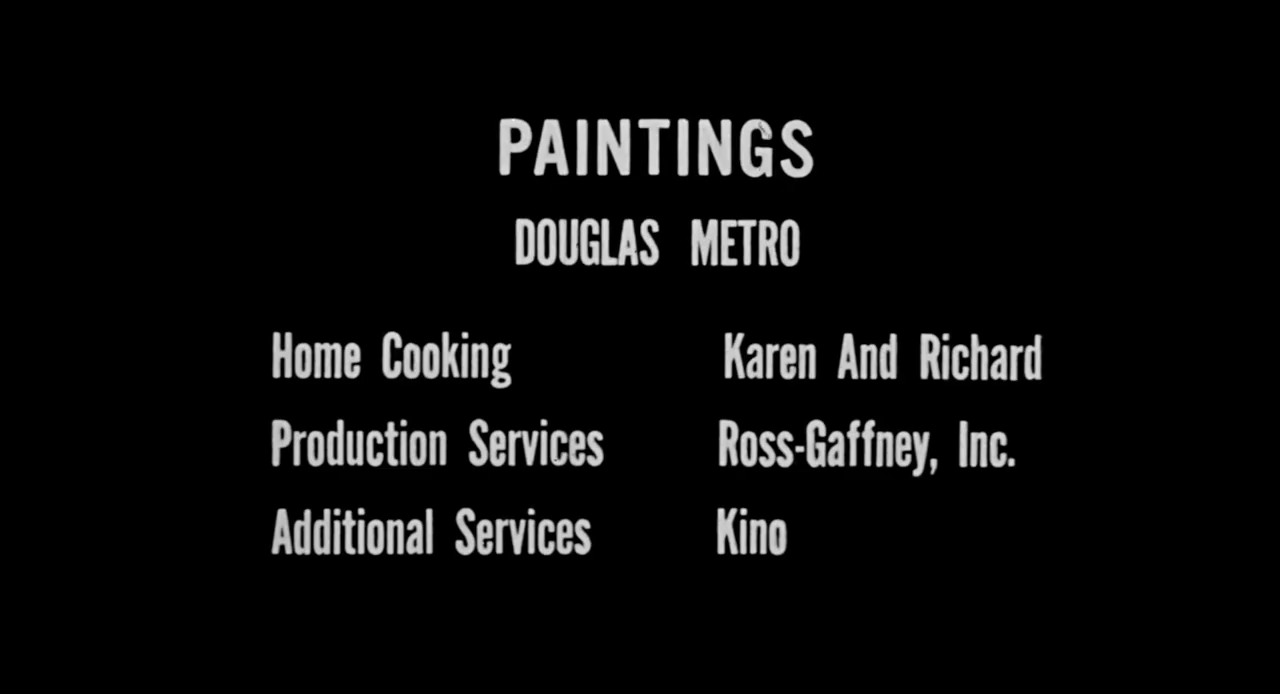 PAINTINGS
DOUGLAS METRO
Home Cooking Karen And Richard
Production Services Ross-Gaffney, Inc.
Additional Services Kino